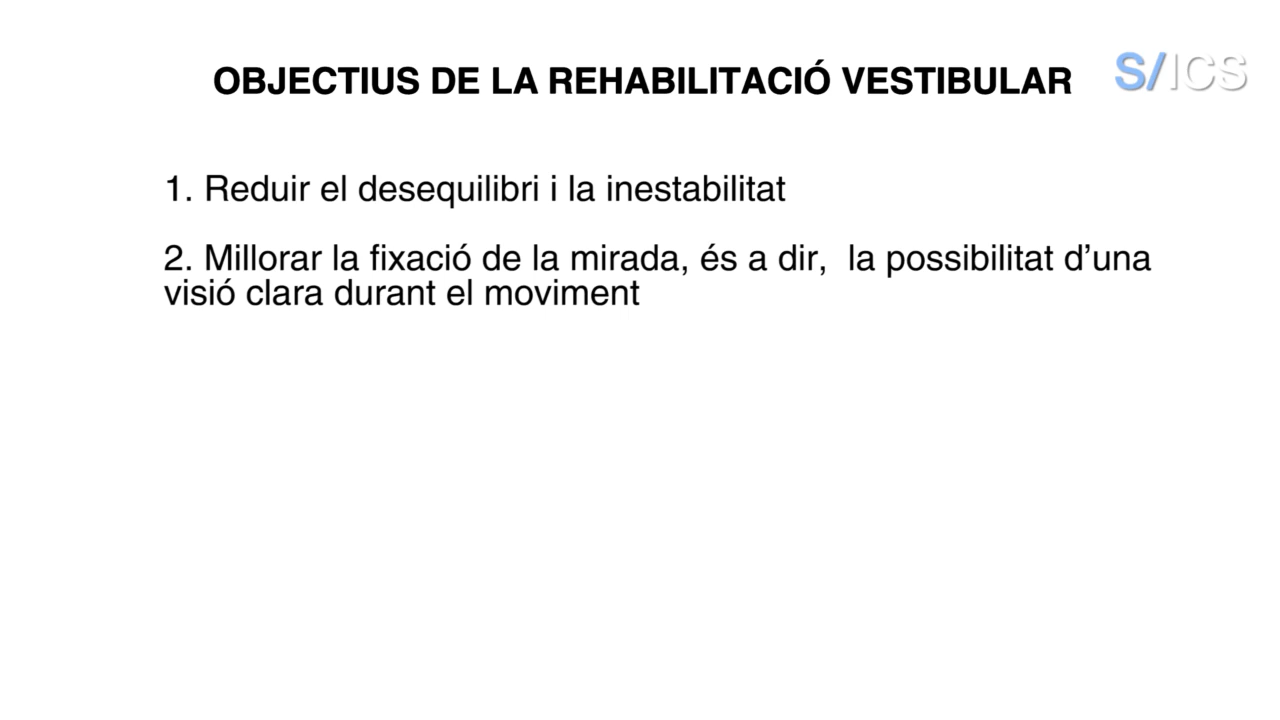 OBJECTIUS DE LA REHABILITACIÓ VESTIBULAR
S/ICS
1. Reduir el desequilibri i la inestabilitat
2. Millorar la fixació de la mirada, és a dir,  la possibilitat d’una
visió clara durant el moviment